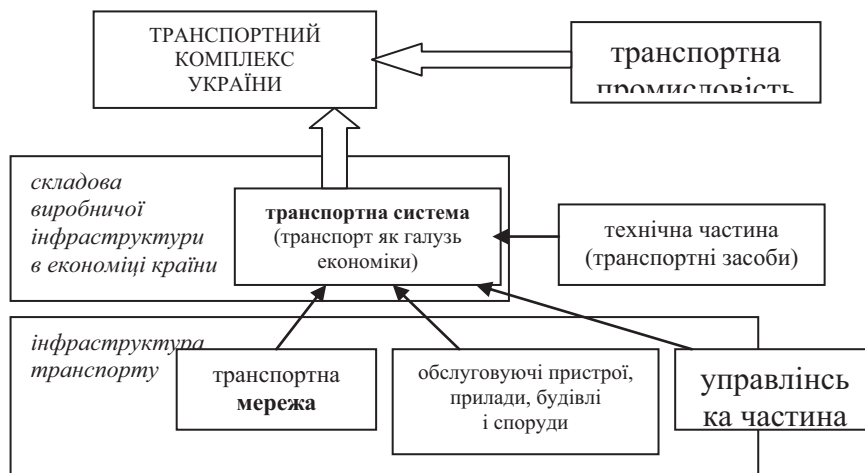 ТРАНСПОРТНИЙ
КОМПЛЕКС
УКРАЇНИ
транспортна
промисловість
складова
виробничої
інфраструктури
в економіці країни
транспортна система
(транспорт як галузь
економіки)
технічна частина
(транспортні засоби)
інфраструктура
транспорту
транспортна
мережа
обслуговуючі пристрої,
прилади, будівлі
і споруди
управлінсь
ка частина